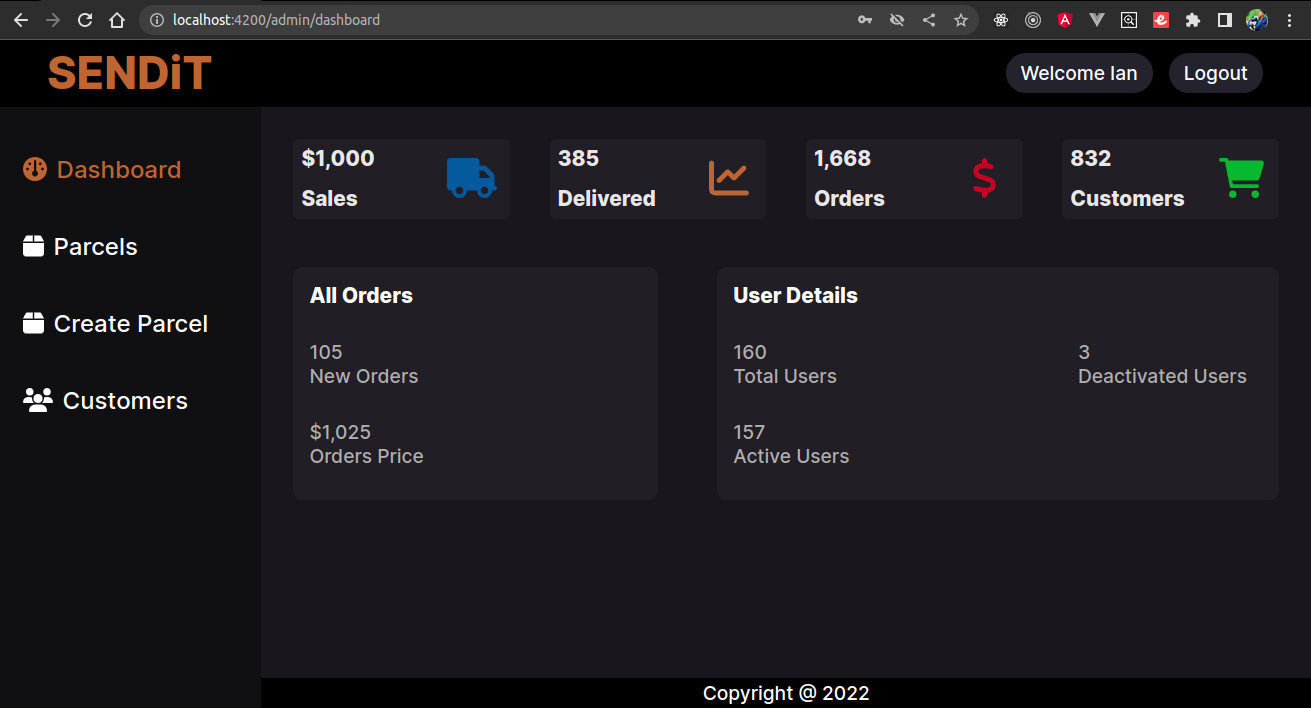 localhost:4200/admin/dashboard
SENDiT
Welcome Ian
Logout
Dashboard
Parcels
Create Parcel
Customers
$1,000
Sales
385
Delivered
1,668
Orders
832
Customers
All Orders
105
New Orders
$1,025
Orders Price
User Details
160
Total Users
3
Deactivated Users
157
Active Users
Copyright @ 2022